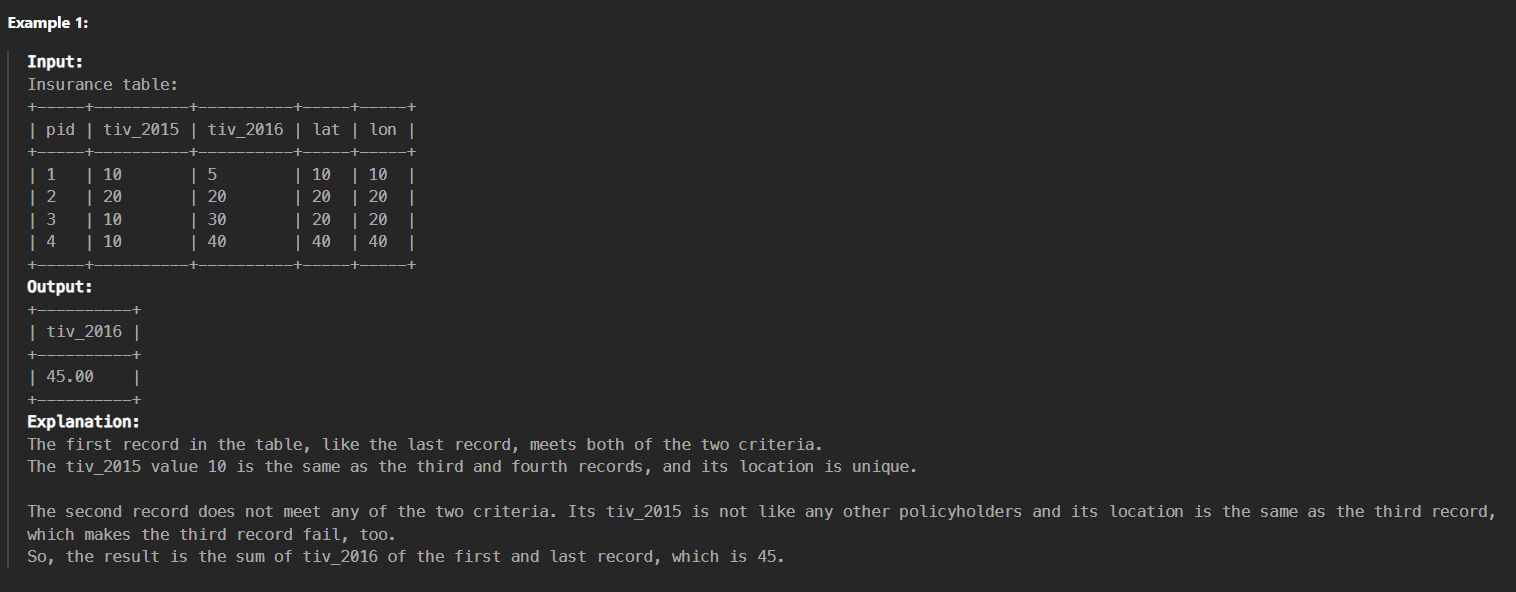 Example 1:
Input:
Insurance table:
+-----+----------+----------+-----+-----+
| pid | tiv_2015 | tiv_2016 | lat | lon |
+-----+----------+----------+-----+-----+
| 1   | 10       | 5        | 10  | 10  |
| 2   | 20       | 20       | 20  | 20  |
| 3   | 10       | 30       | 20  | 20  |
| 4   | 10       | 40       | 40  | 40  |
+-----+----------+----------+-----+-----+
Output:
+----------+
| tiv_2016 |
+----------+
| 45.00    |
+----------+
Explanation:
The first record in the table, like the last record, meets both of the two criteria.
The tiv_2015 value 10 is the same as the third and fourth records, and its location is unique.
The second record does not meet any of the two criteria. Its tiv_2015 is not like any other policyholders and its location is the same as the third record,
which makes the third record fail, too.
So, the result is the sum of tiv_2016 of the first and last record, which is 45.